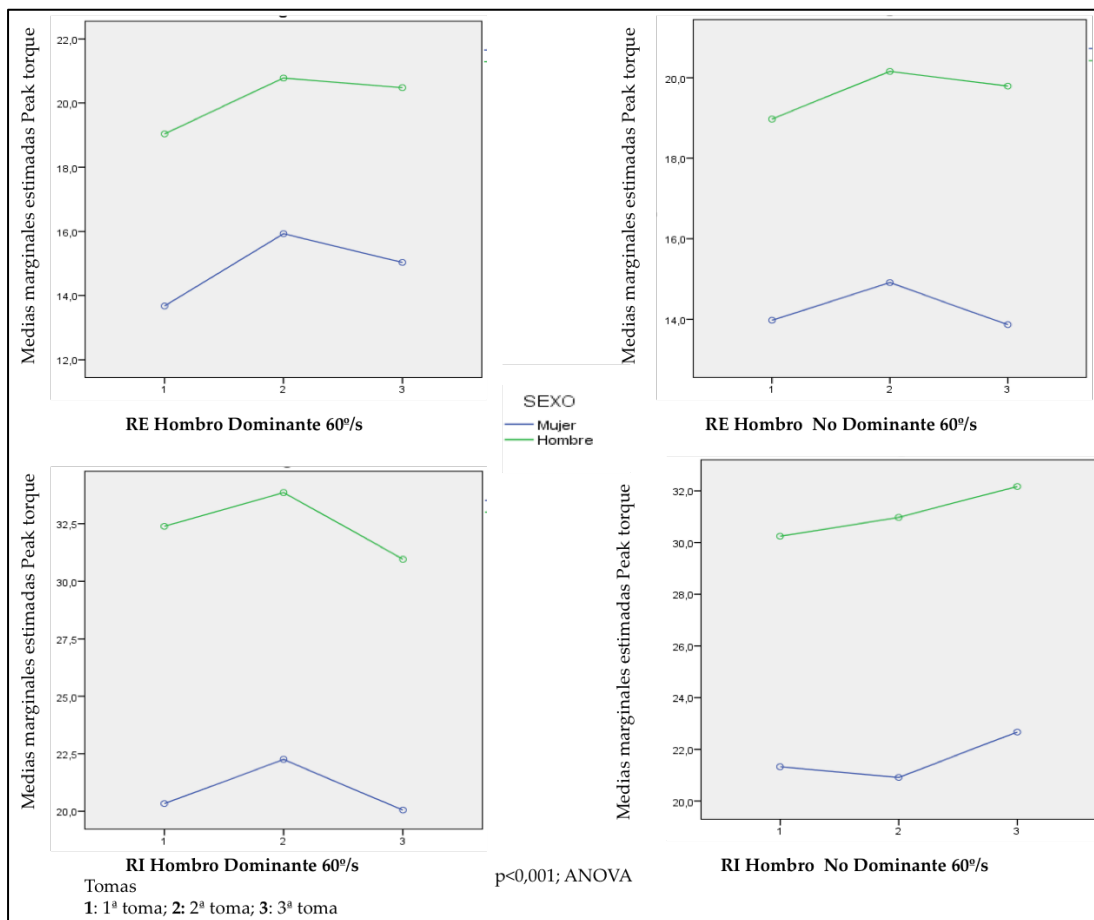 Medias marginales estimadas Peak torque
22,0
20,0
18,0
16,0
14,0
12,0
1
2
3
RE Hombro Dominante 60º/s
Medias marginales estimadas Peak torque
20,0
18,0
16,0
14,0
1
2
3
RE Hombro No Dominante 60º/s
SEXO
Mujer
Hombre
Medias marginales estimadas Peak torque
32,5
30,0
27,5
25,0
22,5
20,0
1
2
3
RI Hombro Dominante 60º/s
Medias marginales estimadas Peak torque
32,0
30,0
28,0
26,0
24,0
22,0
20,0
1
2
3
RI Hombro No Dominante 60º/s
p<0,001; ANOVA
Tomas
1: 1ª toma; 2: 2ª toma; 3: 3ª toma